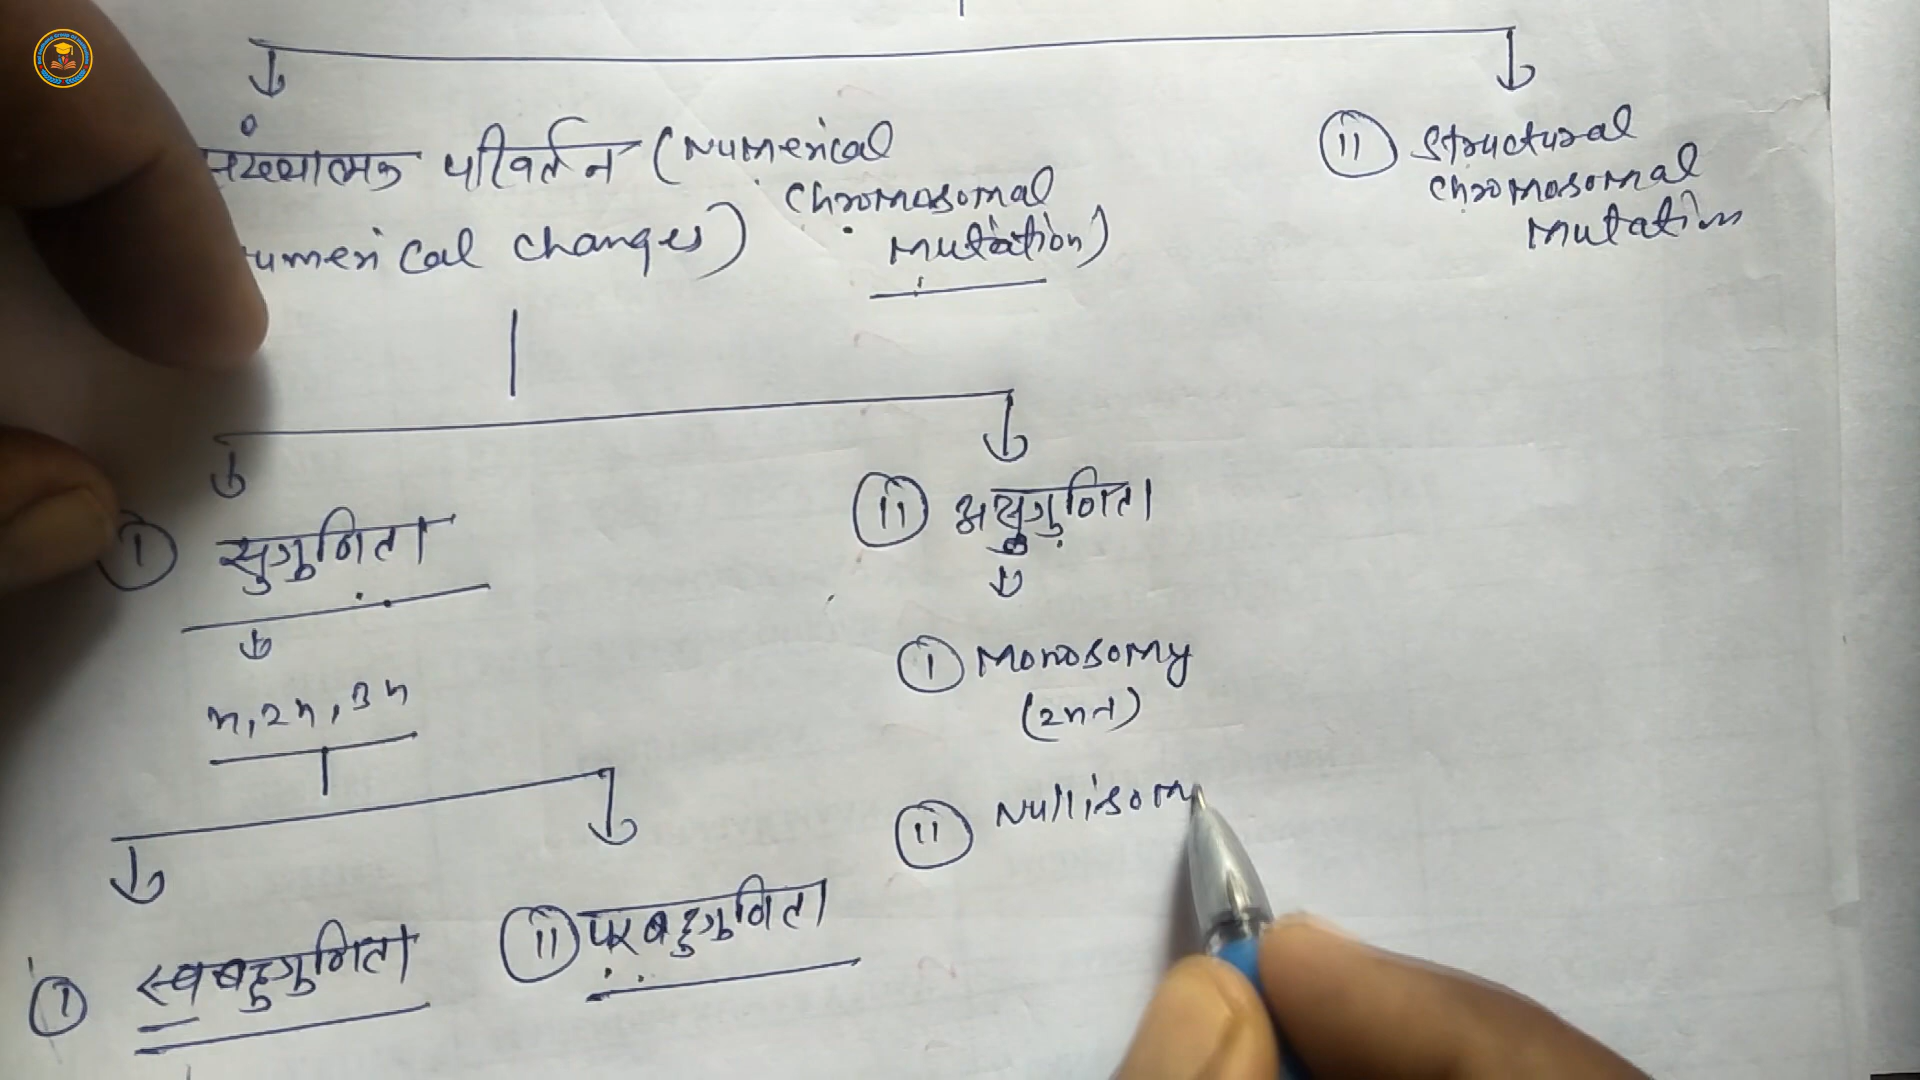 संख्यात्मक परिवर्तन (Numerical
Chromosomal
Mutation)
umerical changes)
(ii) Structural
Chromosomal
Mutation
(i) सुगुणिता
(ii) असुगुणिता
n, 2n, 3n
(i) Monosomy
(2n-1)
(ii) Nullisomy
(i) स्वबहुगुणिता
(ii) परबहुगुणिता